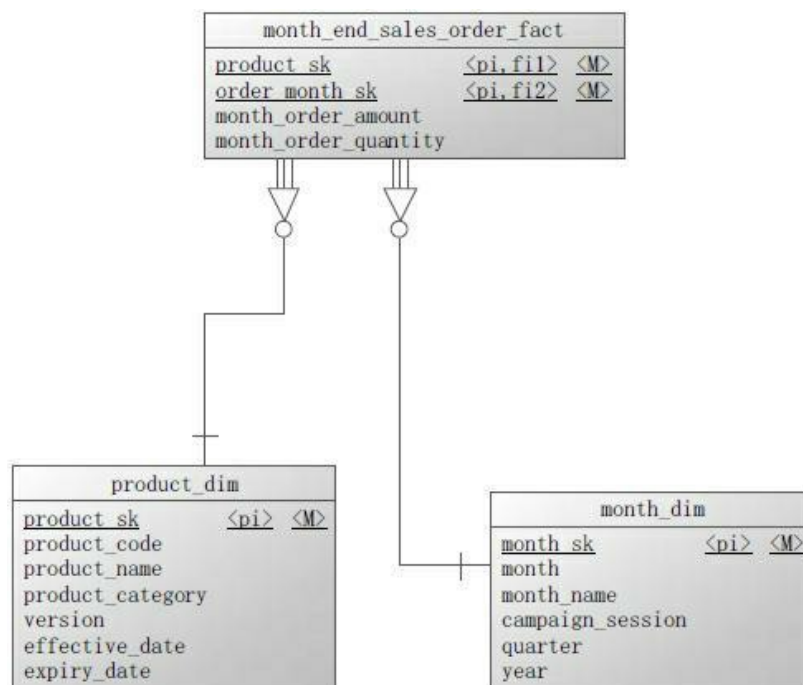 month_end_sales_order_fact
product_sk <pi,fi1> <M>
order_month_sk <pi,fi2> <M>
month_order_amount
month_order_quantity
product_dim
product_sk <pi> <M>
product_code
product_name
product_category
version
effective_date
expiry_date
month_dim
month_sk <pi> <M>
month
month_name
campaign_session
quarter
year